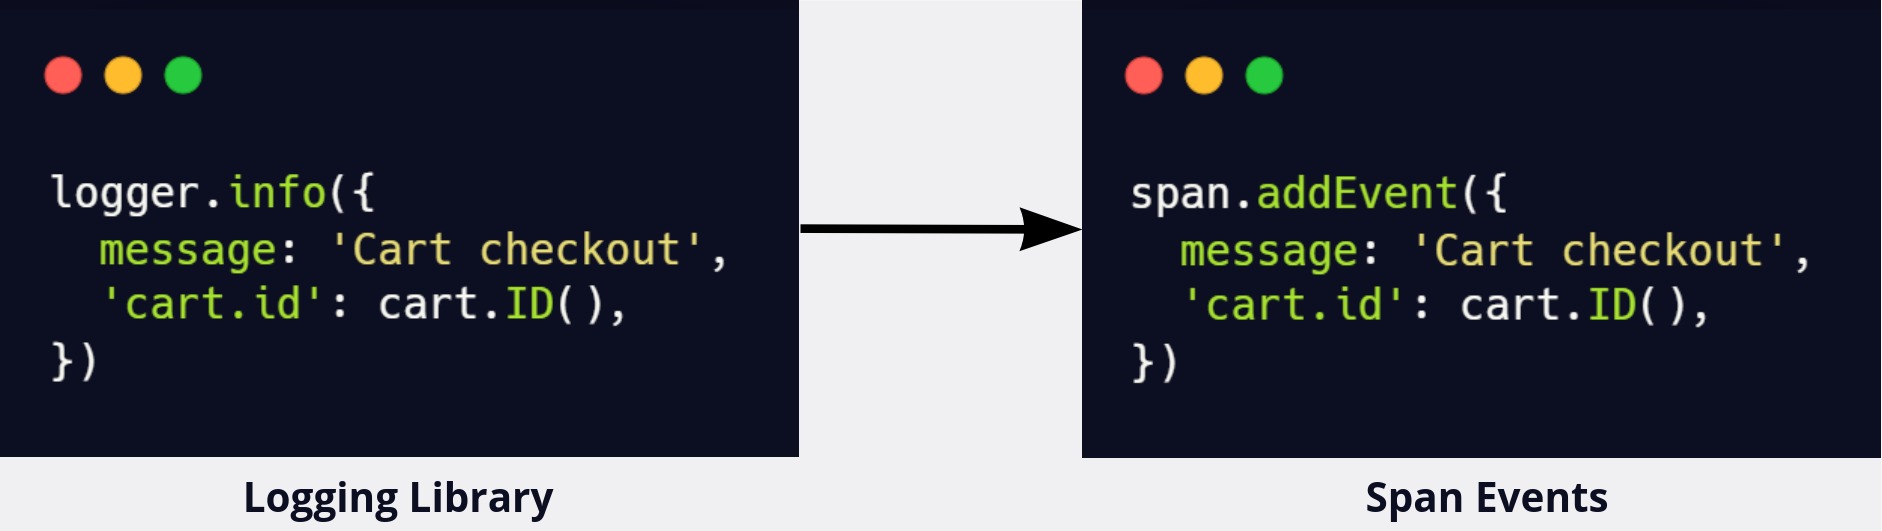 logger.info({
  message: 'Cart checkout',
  'cart.id': cart.ID(),
})
Logging Library
span.addEvent({
  message: 'Cart checkout',
  'cart.id': cart.ID(),
})
Span Events